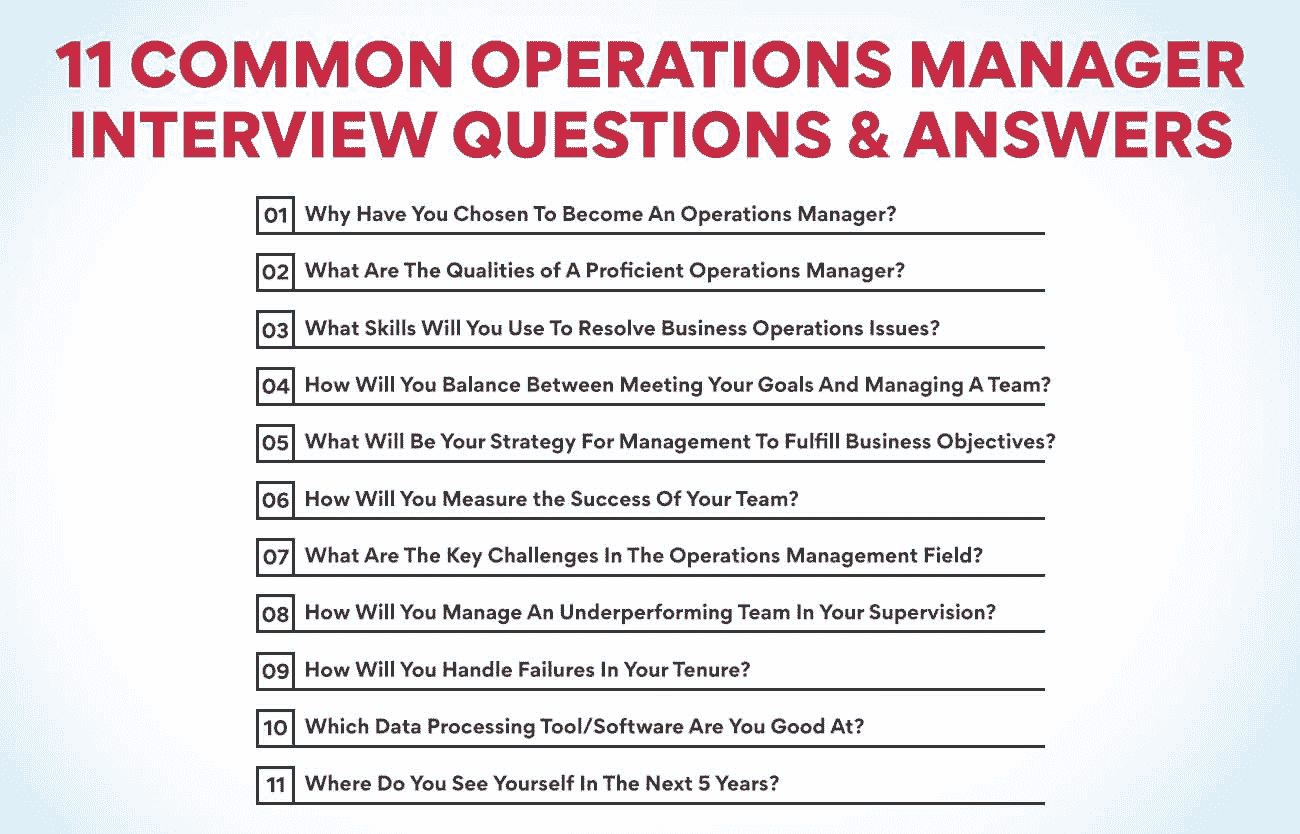 11 COMMON OPERATIONS MANAGER
INTERVIEW QUESTIONS & ANSWERS
01 Why Have You Chosen To Become An Operations Manager?
02 What Are The Qualities of A Proficient Operations Manager?
03 What Skills Will You Use To Resolve Business Operations Issues?
04 How Will You Balance Between Meeting Your Goals And Managing A Team?
05 What Will Be Your Strategy For Management To Fulfill Business Objectives?
06 How Will You Measure the Success Of Your Team?
07 What Are The Key Challenges In The Operations Management Field?
08 How Will You Manage An Underperforming Team In Your Supervision?
09 How Will You Handle Failures In Your Tenure?
10 Which Data Processing Tool/Software Are You Good At?
11 Where Do You See Yourself In The Next 5 Years?